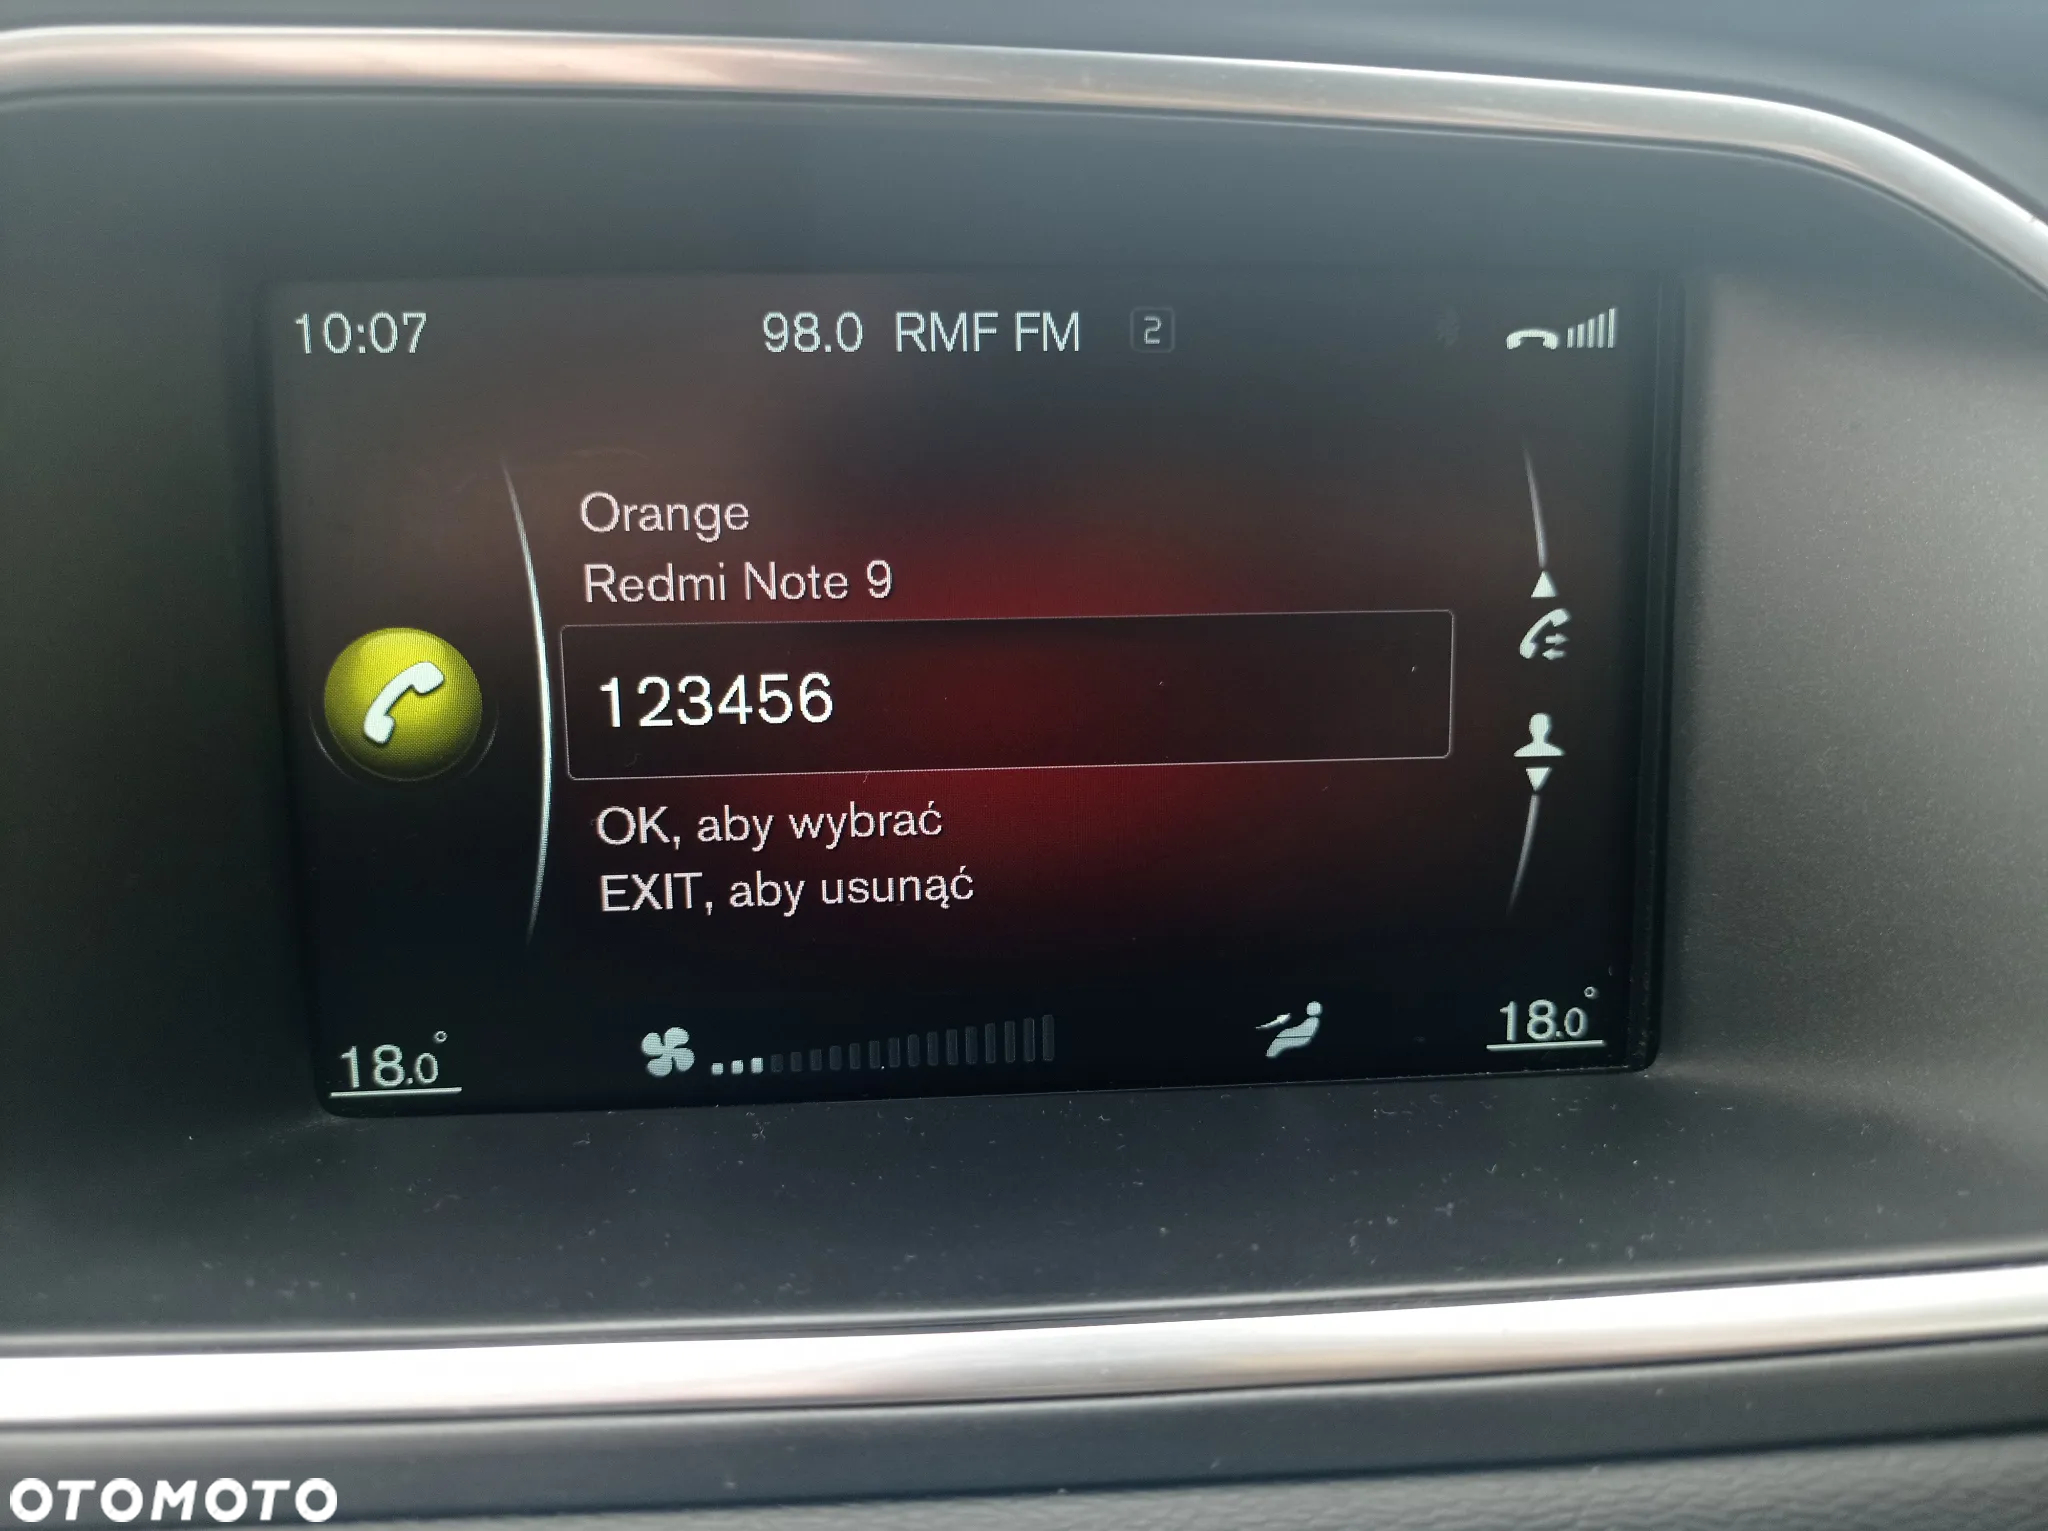 10:07 98.0 RMF FM 2
Orange
Redmi Note 9
123456
OK, aby wybrać
EXIT, aby usunąć
18.0° 18.0°
OTOMOTO